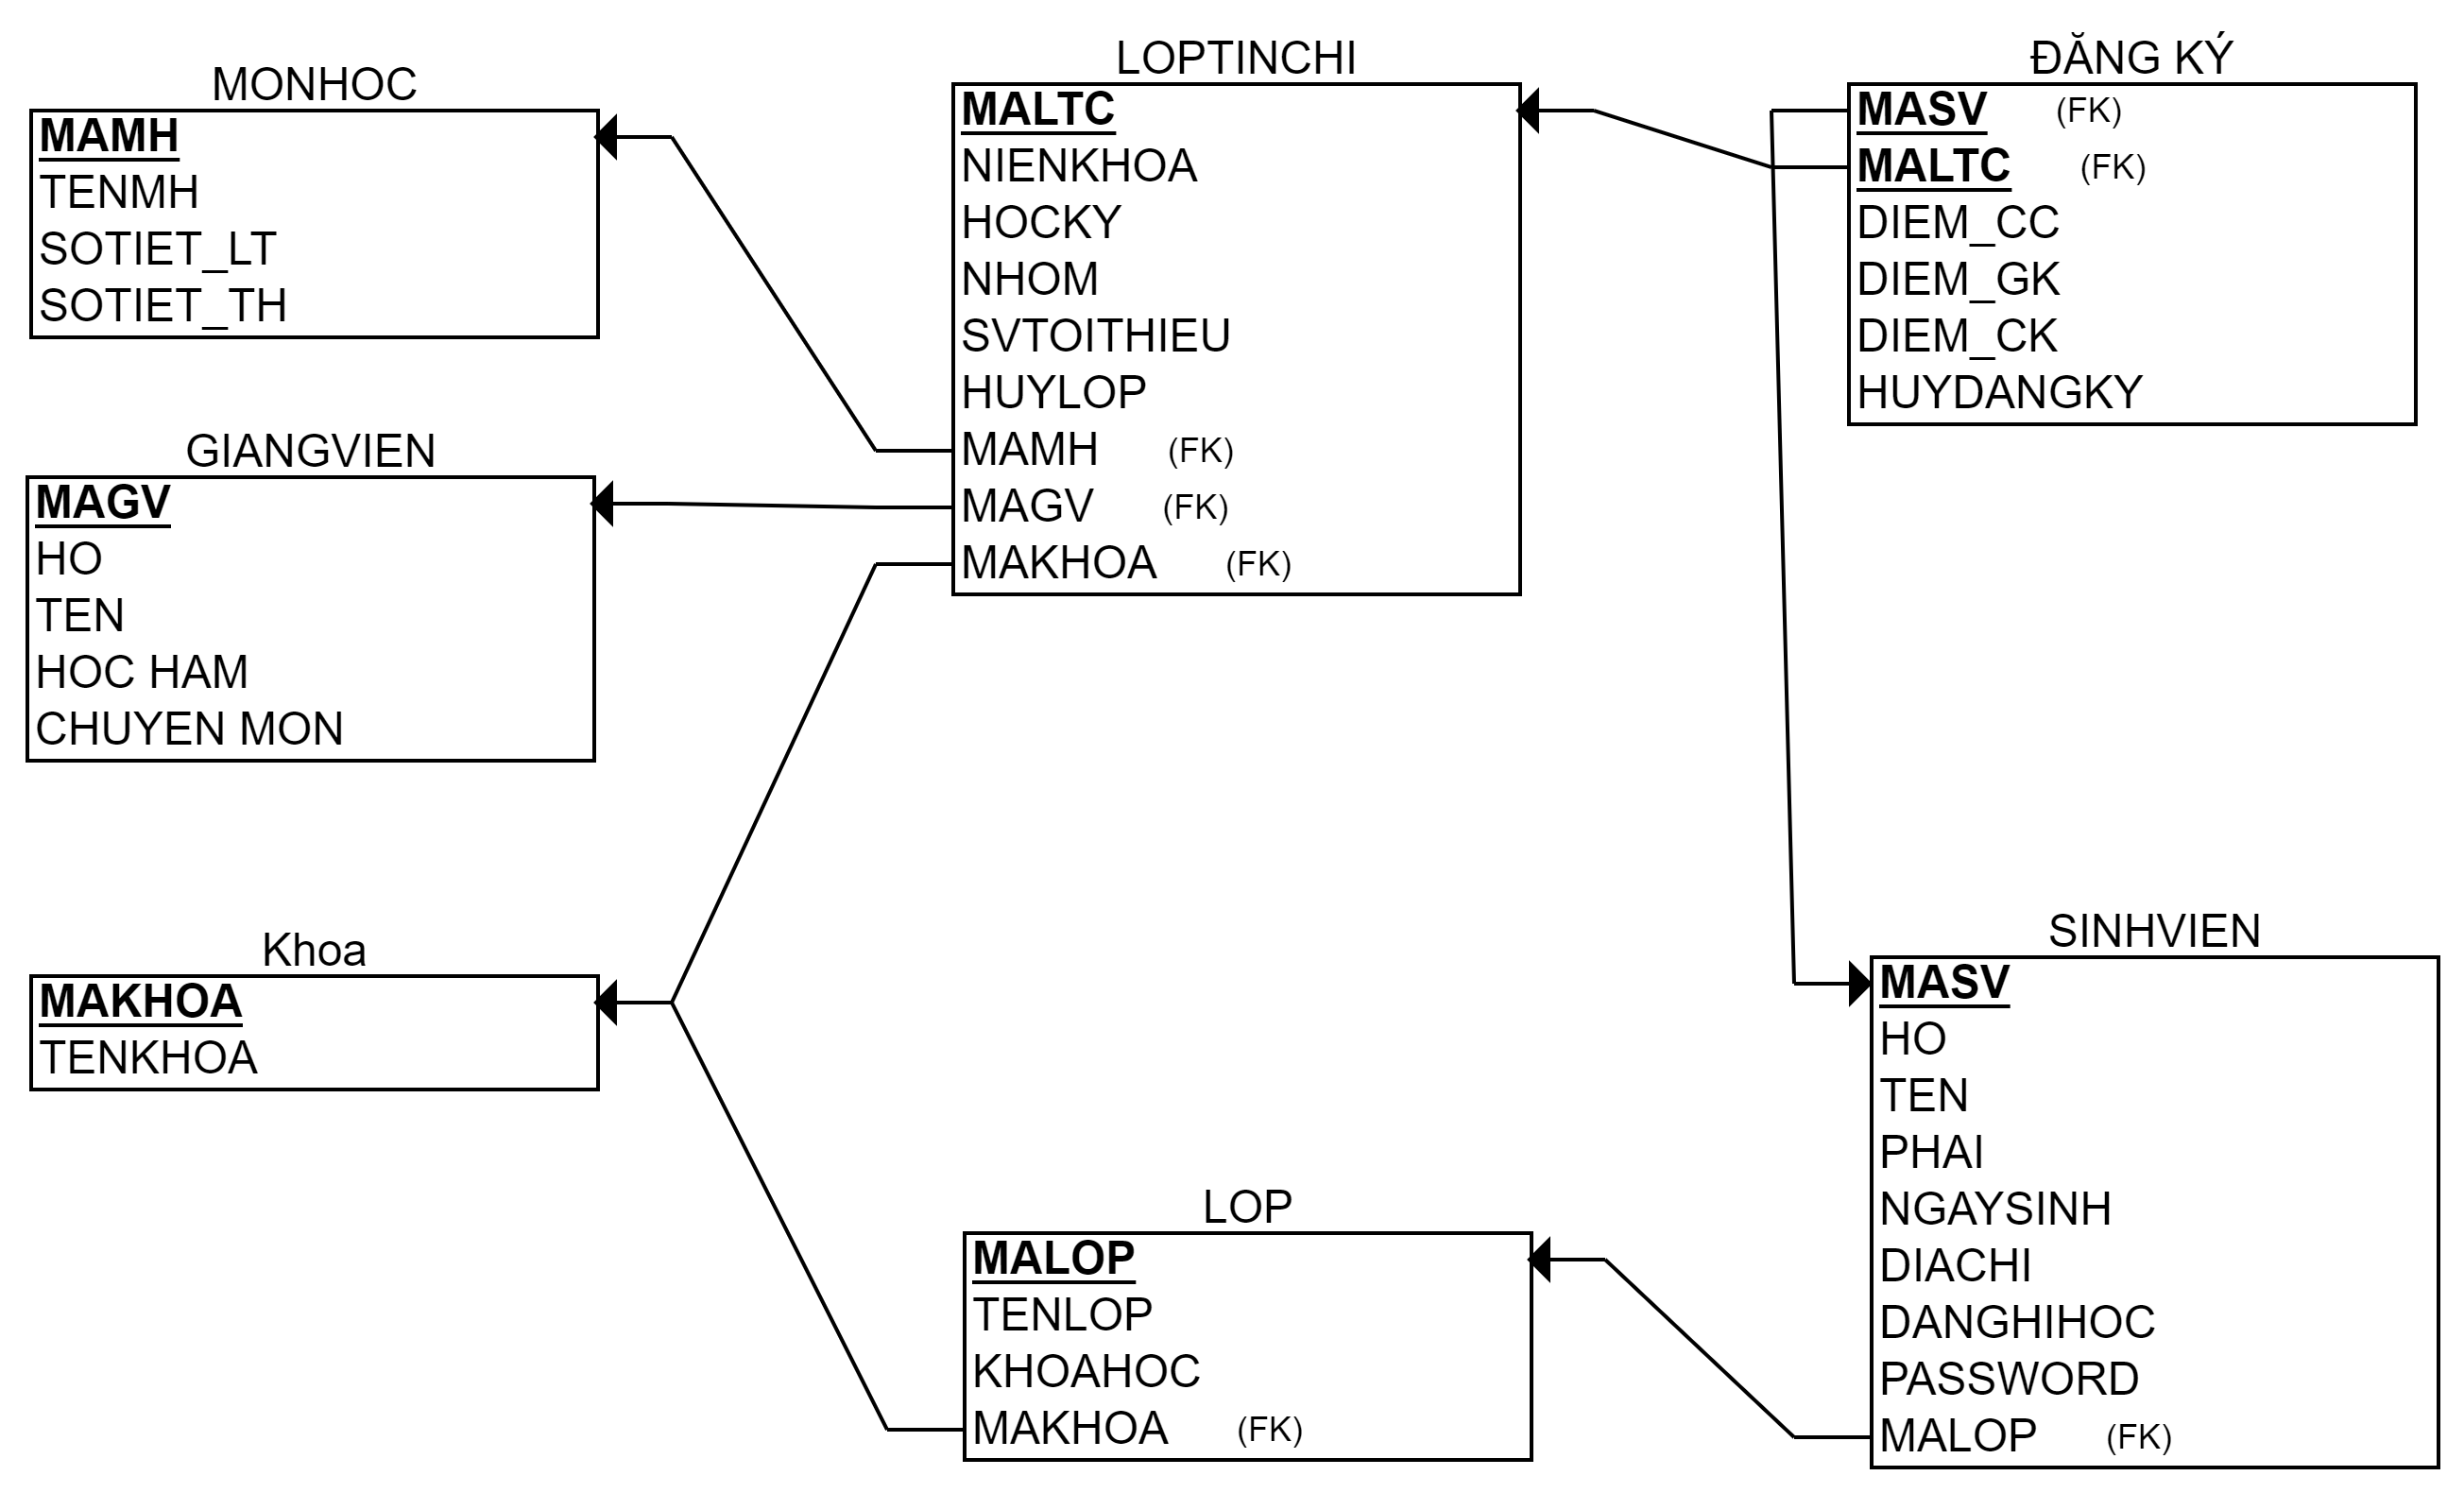 MONHOC
MAMH
TENMH
SOTIET_LT
SOTIET_TH
GIANGVIEN
MAGV
HO
TEN
HOC HAM
CHUYEN MON
Khoa
MAKHOA
TENKHOA
LOPTINCHI
MALTC
NIENKHOA
HOCKY
NHOM
SVTOITHIEU
HUYLOP
MAMH (FK)
MAGV (FK)
MAKHOA (FK)
LOP
MALOP
TENLOP
KHOAHOC
MAKHOA (FK)
ĐĂNG KÝ
MASV (FK)
MALTC (FK)
DIEM_CC
DIEM_GK
DIEM_CK
HUYDANGKY
SINHVIEN
MASV
HO
TEN
PHAI
NGAYSINH
DIACHI
DANGHIHOC
PASSWORD
MALOP (FK)